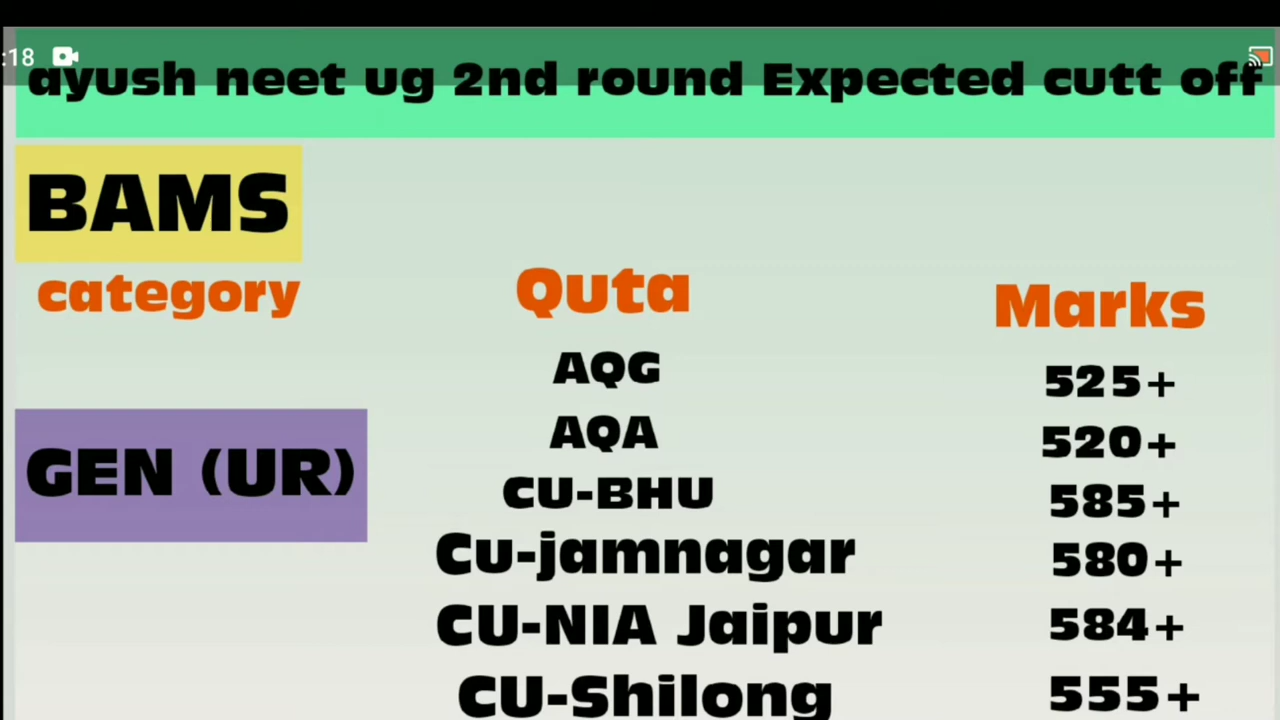 :18
ayush neet ug 2nd round Expected cutt off
BAMS
category Quta Marks
AQG 525+
AQA 520+
GEN (UR)
CU-BHU 585+
Cu-jamnagar 580+
CU-NIA Jaipur 584+
CU-Shilong 555+